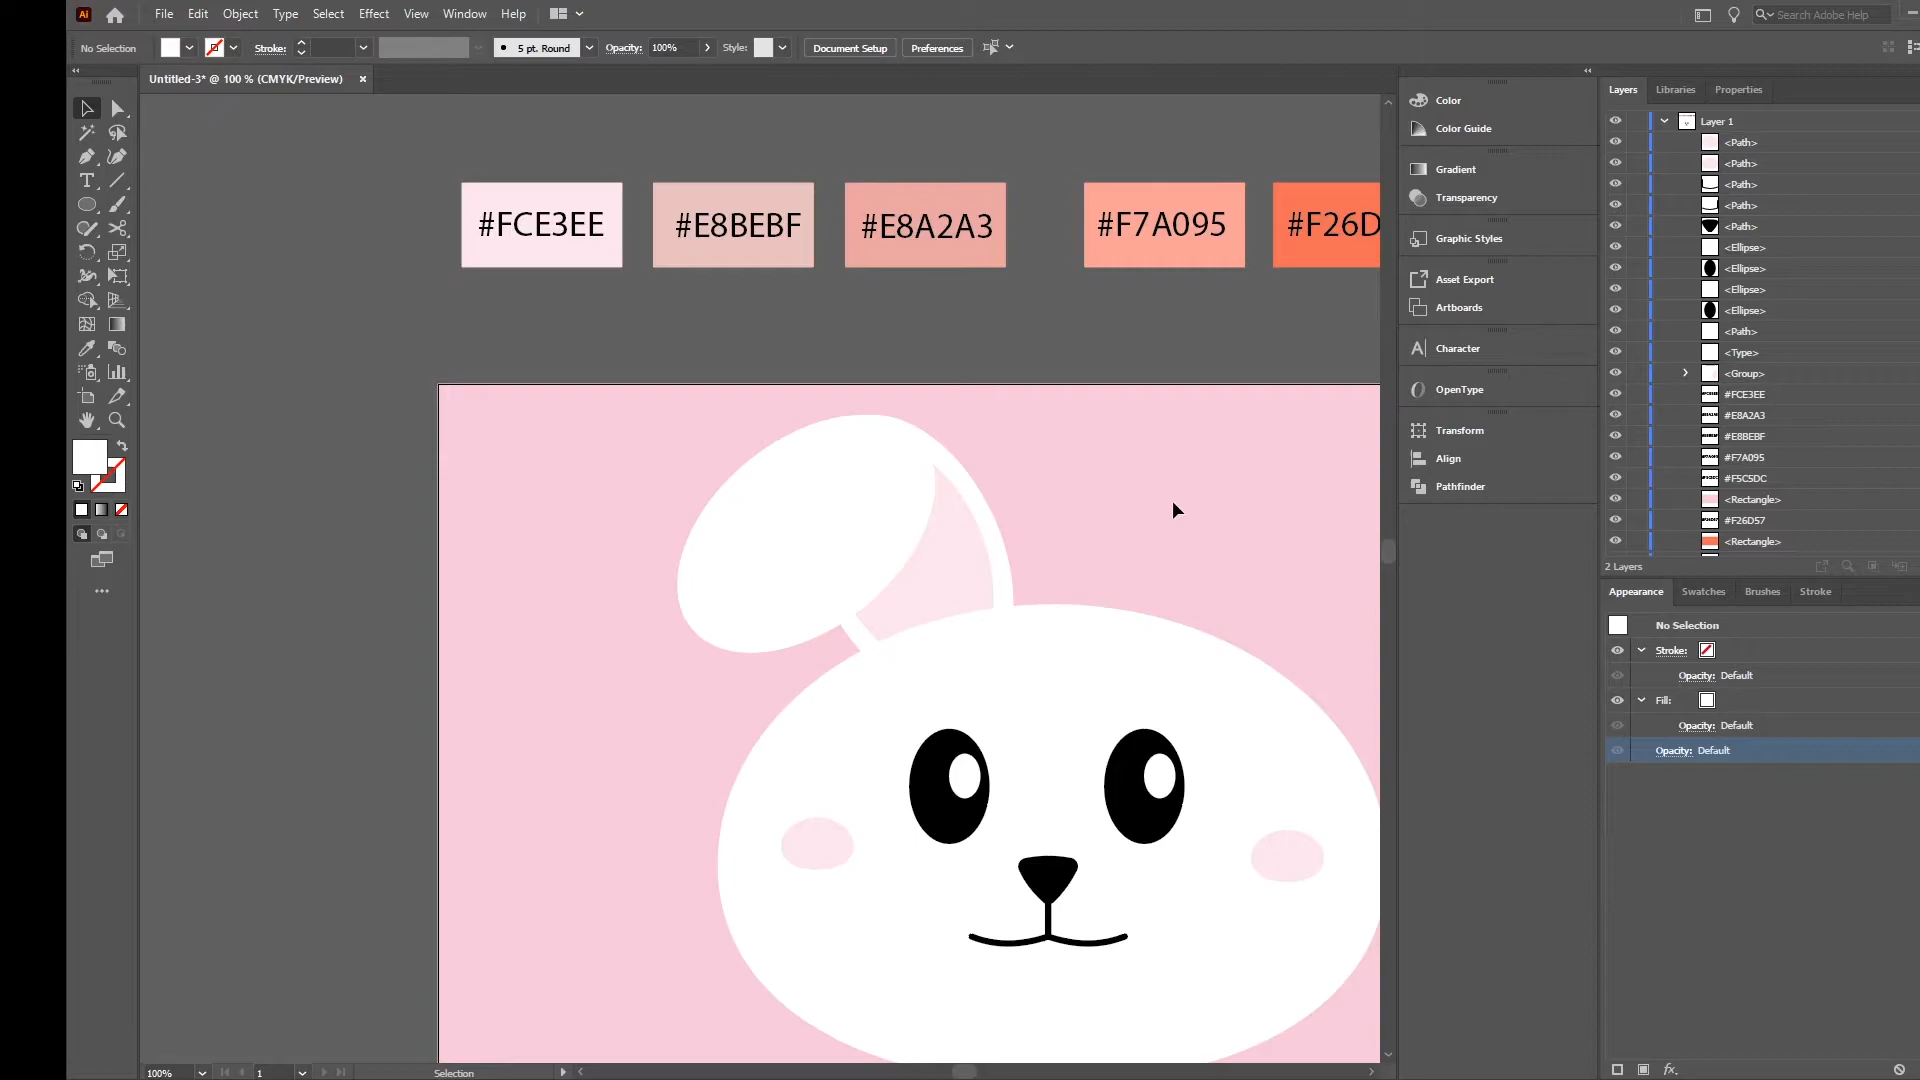 Ai File Edit Object Type Select Effect View Window Help Search Adobe Help
No Selection Stroke: 5 pt. Round Opacity: 100% Style: Document Setup Preferences
Untitled-3* @ 100 % (CMYK/Preview) ×
#FCE3EE #E8BEBF #E8A2A3 #F7A095 #F26D
Color
Color Guide
Gradient
Transparency
Graphic Styles
Asset Export
Artboards
Character
OpenType
Transform
Align
Pathfinder
Layers Libraries Properties
Layer 1
<Path>
<Path>
<Path>
<Path>
<Path>
<Ellipse>
<Ellipse>
<Ellipse>
<Ellipse>
<Path>
<Type>
<Group>
#FCE3EE
#E8A2A3
#E8BEBF
#F7A095
#F5C5DC
<Rectangle>
#F26D57
<Rectangle>
2 Layers
Appearance Swatches Brushes Stroke
No Selection
Stroke:
Opacity: Default
Fill:
Opacity: Default
Opacity: Default
fx
100% 1 Selection